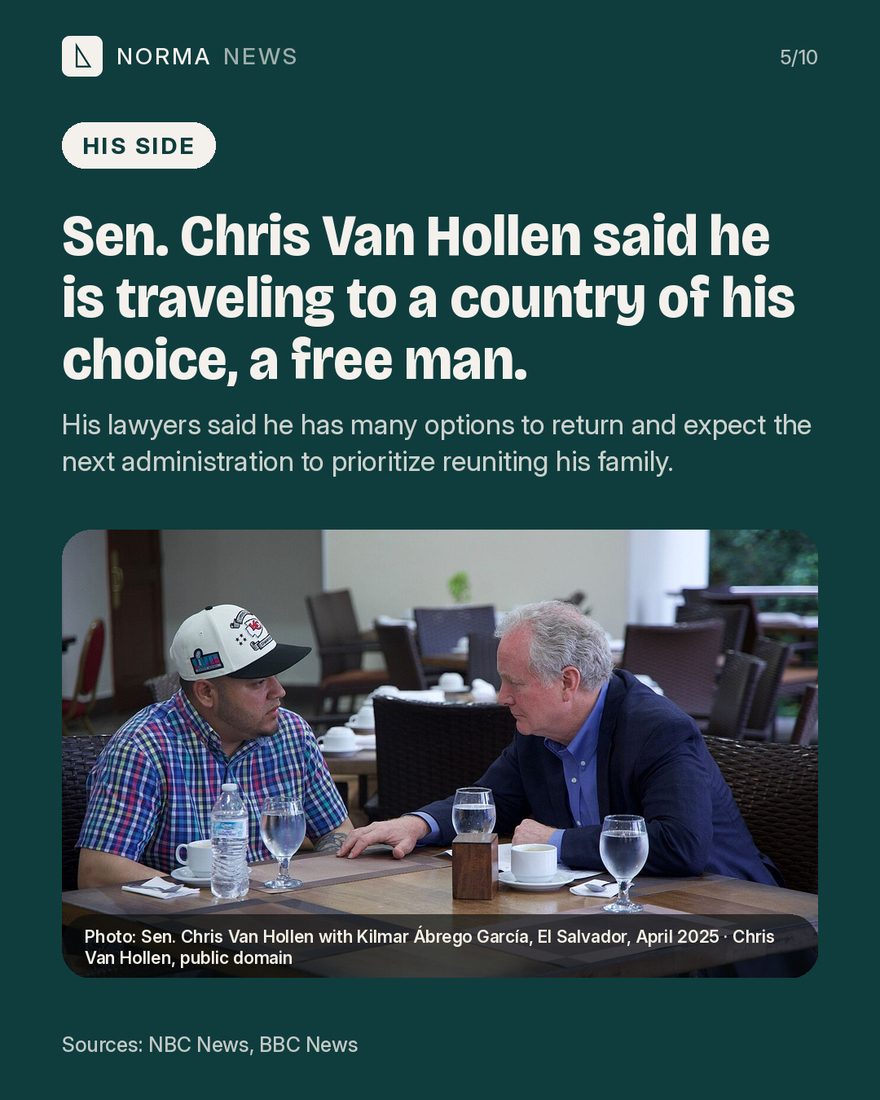 NORMA NEWS
5/10
HIS SIDE
Sen. Chris Van Hollen said he
is traveling to a country of his
choice, a free man.
His lawyers said he has many options to return and expect the
next administration to prioritize reuniting his family.
Photo: Sen. Chris Van Hollen with Kilmar Ábrego García, El Salvador, April 2025 · Chris
Van Hollen, public domain
Sources: NBC News, BBC News